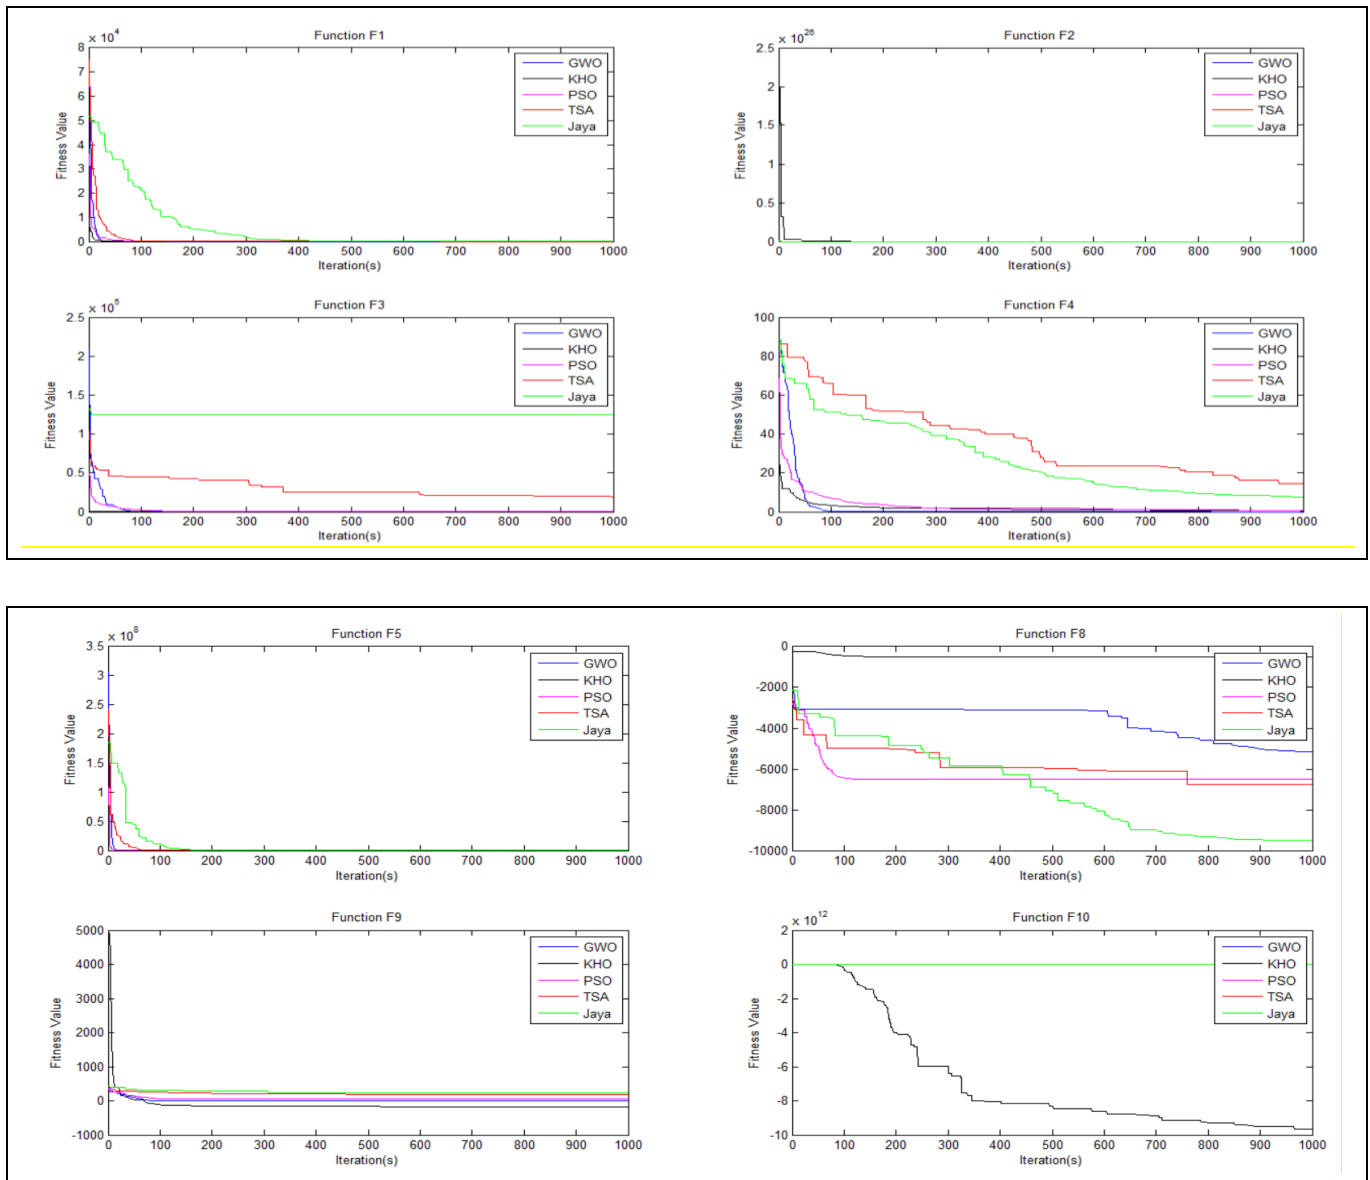 Function F1
× 10^4
8
7
6
5
4
3
2
1
0
Fitness Value
0 100 200 300 400 500 600 700 800 900 1000
Iteration(s)
GWO
KHO
PSO
TSA
Jaya
Function F2
× 10^26
2.5
2
1.5
1
0.5
0
Fitness Value
0 100 200 300 400 500 600 700 800 900 1000
Iteration(s)
GWO
KHO
PSO
TSA
Jaya
Function F3
× 10^5
2.5
2
1.5
1
0.5
0
Fitness Value
0 100 200 300 400 500 600 700 800 900 1000
Iteration(s)
GWO
KHO
PSO
TSA
Jaya
Function F4
100
80
60
40
20
0
Fitness Value
0 100 200 300 400 500 600 700 800 900 1000
Iteration(s)
GWO
KHO
PSO
TSA
Jaya
Function F5
× 10^8
3.5
3
2.5
2
1.5
1
0.5
0
Fitness Value
0 100 200 300 400 500 600 700 800 900 1000
Iteration(s)
GWO
KHO
PSO
TSA
Jaya
Function F8
0
-2000
-4000
-6000
-8000
-10000
Fitness Value
0 100 200 300 400 500 600 700 800 900 1000
Iteration(s)
GWO
KHO
PSO
TSA
Jaya
Function F9
5000
4000
3000
2000
1000
0
-1000
Fitness Value
0 100 200 300 400 500 600 700 800 900 1000
Iteration(s)
GWO
KHO
PSO
TSA
Jaya
Function F10
× 10^12
2
0
-2
-4
-6
-8
-10
Fitness Value
0 100 200 300 400 500 600 700 800 900 1000
Iteration(s)
GWO
KHO
PSO
TSA
Jaya